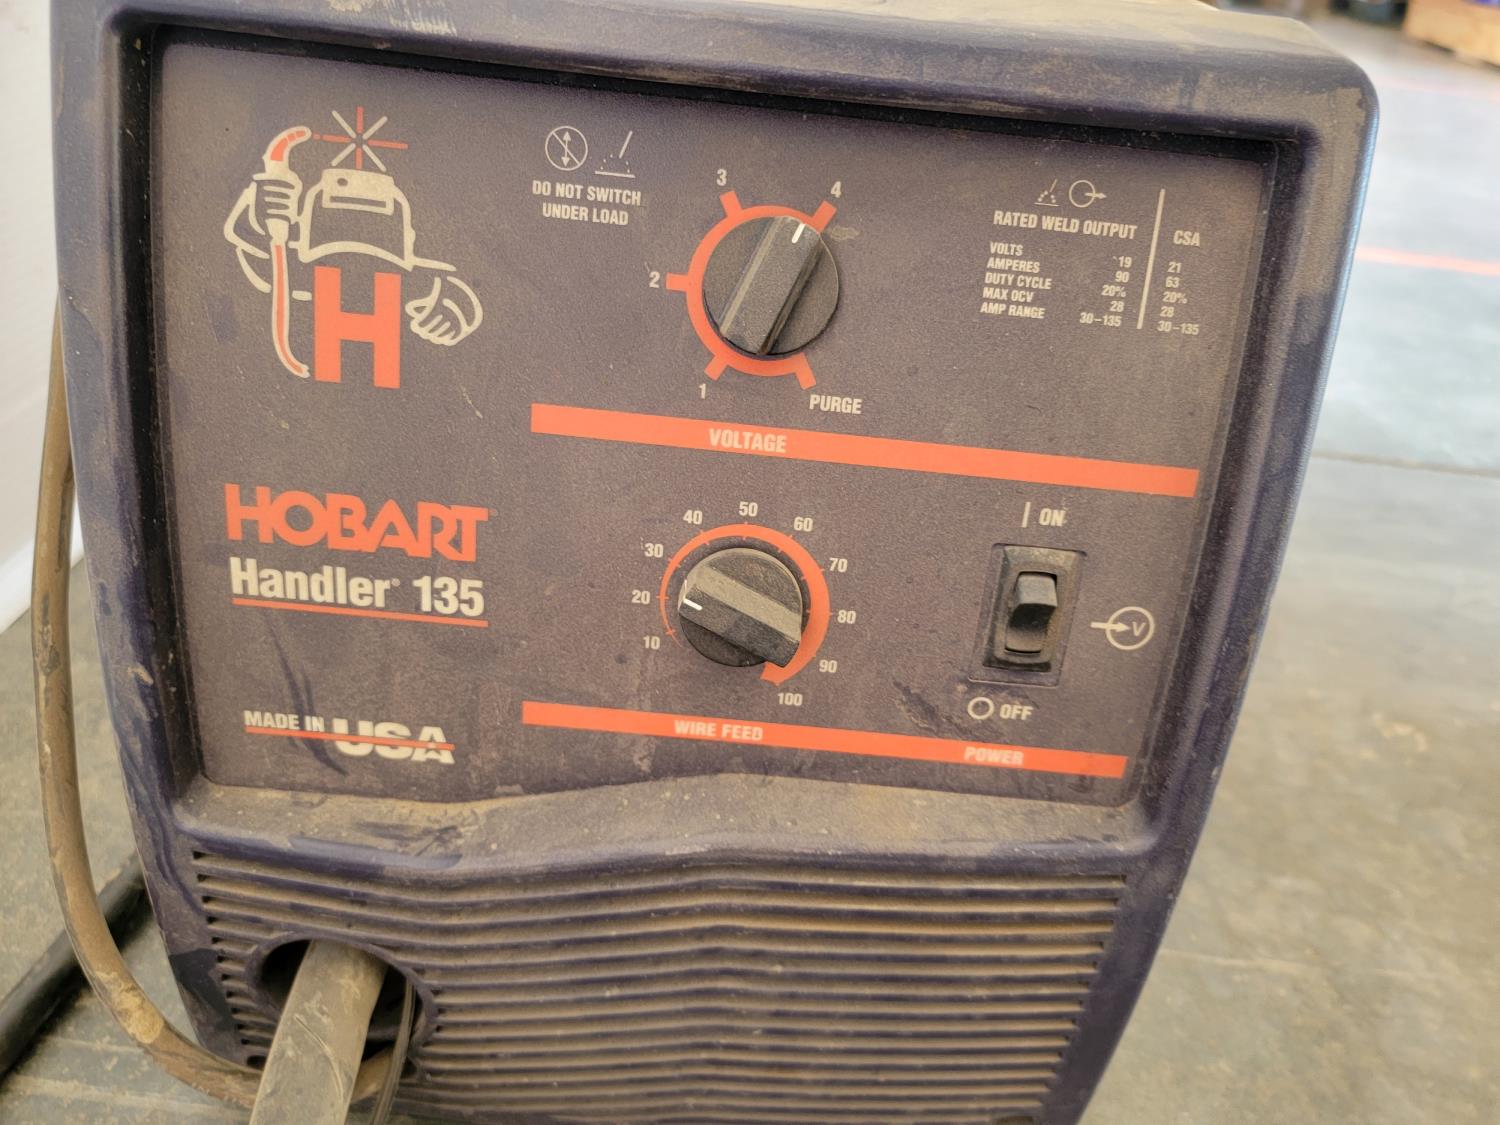 DO NOT SWITCH
UNDER LOAD
1
2
3
4
PURGE
VOLTAGE
RATED WELD OUTPUT CSA
VOLTS 19 21
AMPERES 90 63
DUTY CYCLE 20% 20%
MAX OCV 28 28
AMP RANGE 30-135 30-135
H
HOBART
Handler® 135
MADE IN USA
10
20
30
40
50
60
70
80
90
100
WIRE FEED
| ON
V
OFF
POWER